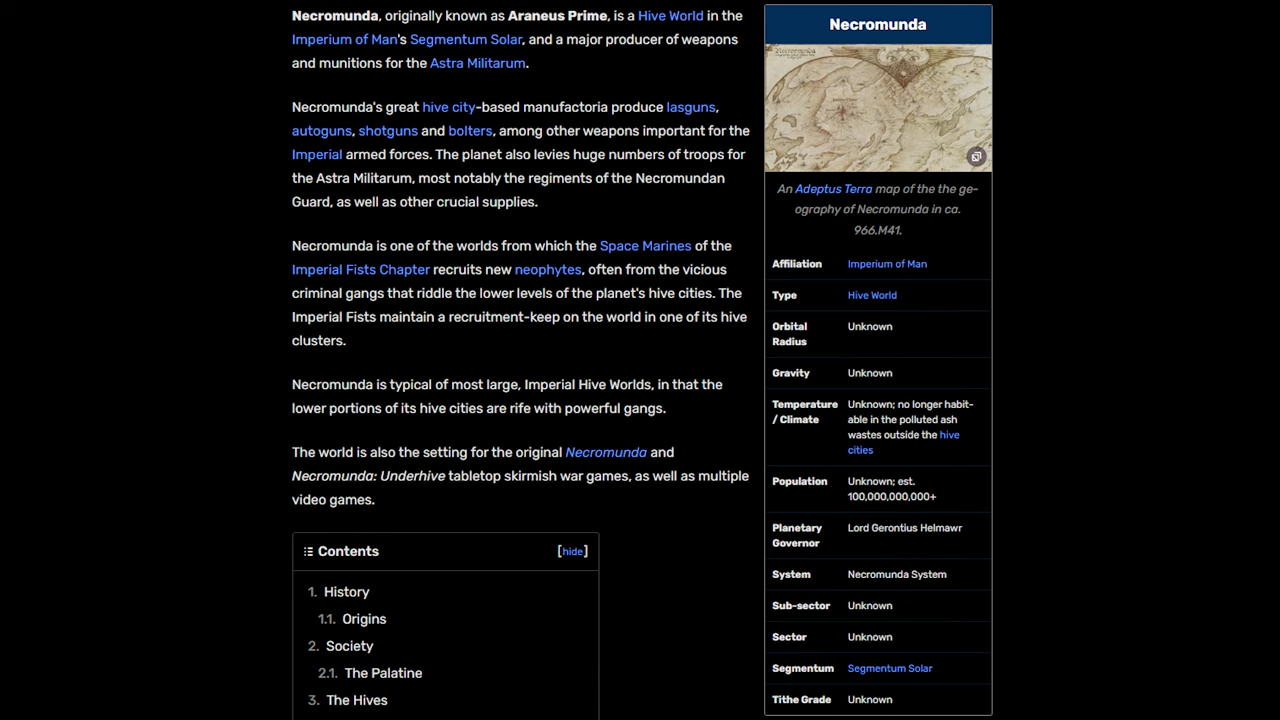 Necromunda, originally known as Araneus Prime, is a Hive World in the
Imperium of Man's Segmentum Solar, and a major producer of weapons
and munitions for the Astra Militarum.
Necromunda's great hive city-based manufactoria produce lasguns,
autoguns, shotguns and bolters, among other weapons important for the
Imperial armed forces. The planet also levies huge numbers of troops for
the Astra Militarum, most notably the regiments of the Necromundan
Guard, as well as other crucial supplies.
Necromunda is one of the worlds from which the Space Marines of the
Imperial Fists Chapter recruits new neophytes, often from the vicious
criminal gangs that riddle the lower levels of the planet's hive cities. The
Imperial Fists maintain a recruitment-keep on the world in one of its hive
clusters.
Necromunda is typical of most large, Imperial Hive Worlds, in that the
lower portions of its hive cities are rife with powerful gangs.
The world is also the setting for the original Necromunda and
Necromunda: Underhive tabletop skirmish war games, as well as multiple
video games.
Contents [hide]
1. History
1.1. Origins
2. Society
2.1. The Palatine
3. The Hives
Necromunda
Necromunda
An Adeptus Terra map of the the ge-
ography of Necromunda in ca.
966.M41.
Affiliation Imperium of Man
Type Hive World
Orbital Unknown
Radius
Gravity Unknown
Temperature Unknown; no longer habit-
/ Climate able in the polluted ash
wastes outside the hive
cities
Population Unknown; est.
100,000,000,000+
Planetary Lord Gerontius Helmawr
Governor
System Necromunda System
Sub-sector Unknown
Sector Unknown
Segmentum Segmentum Solar
Tithe Grade Unknown